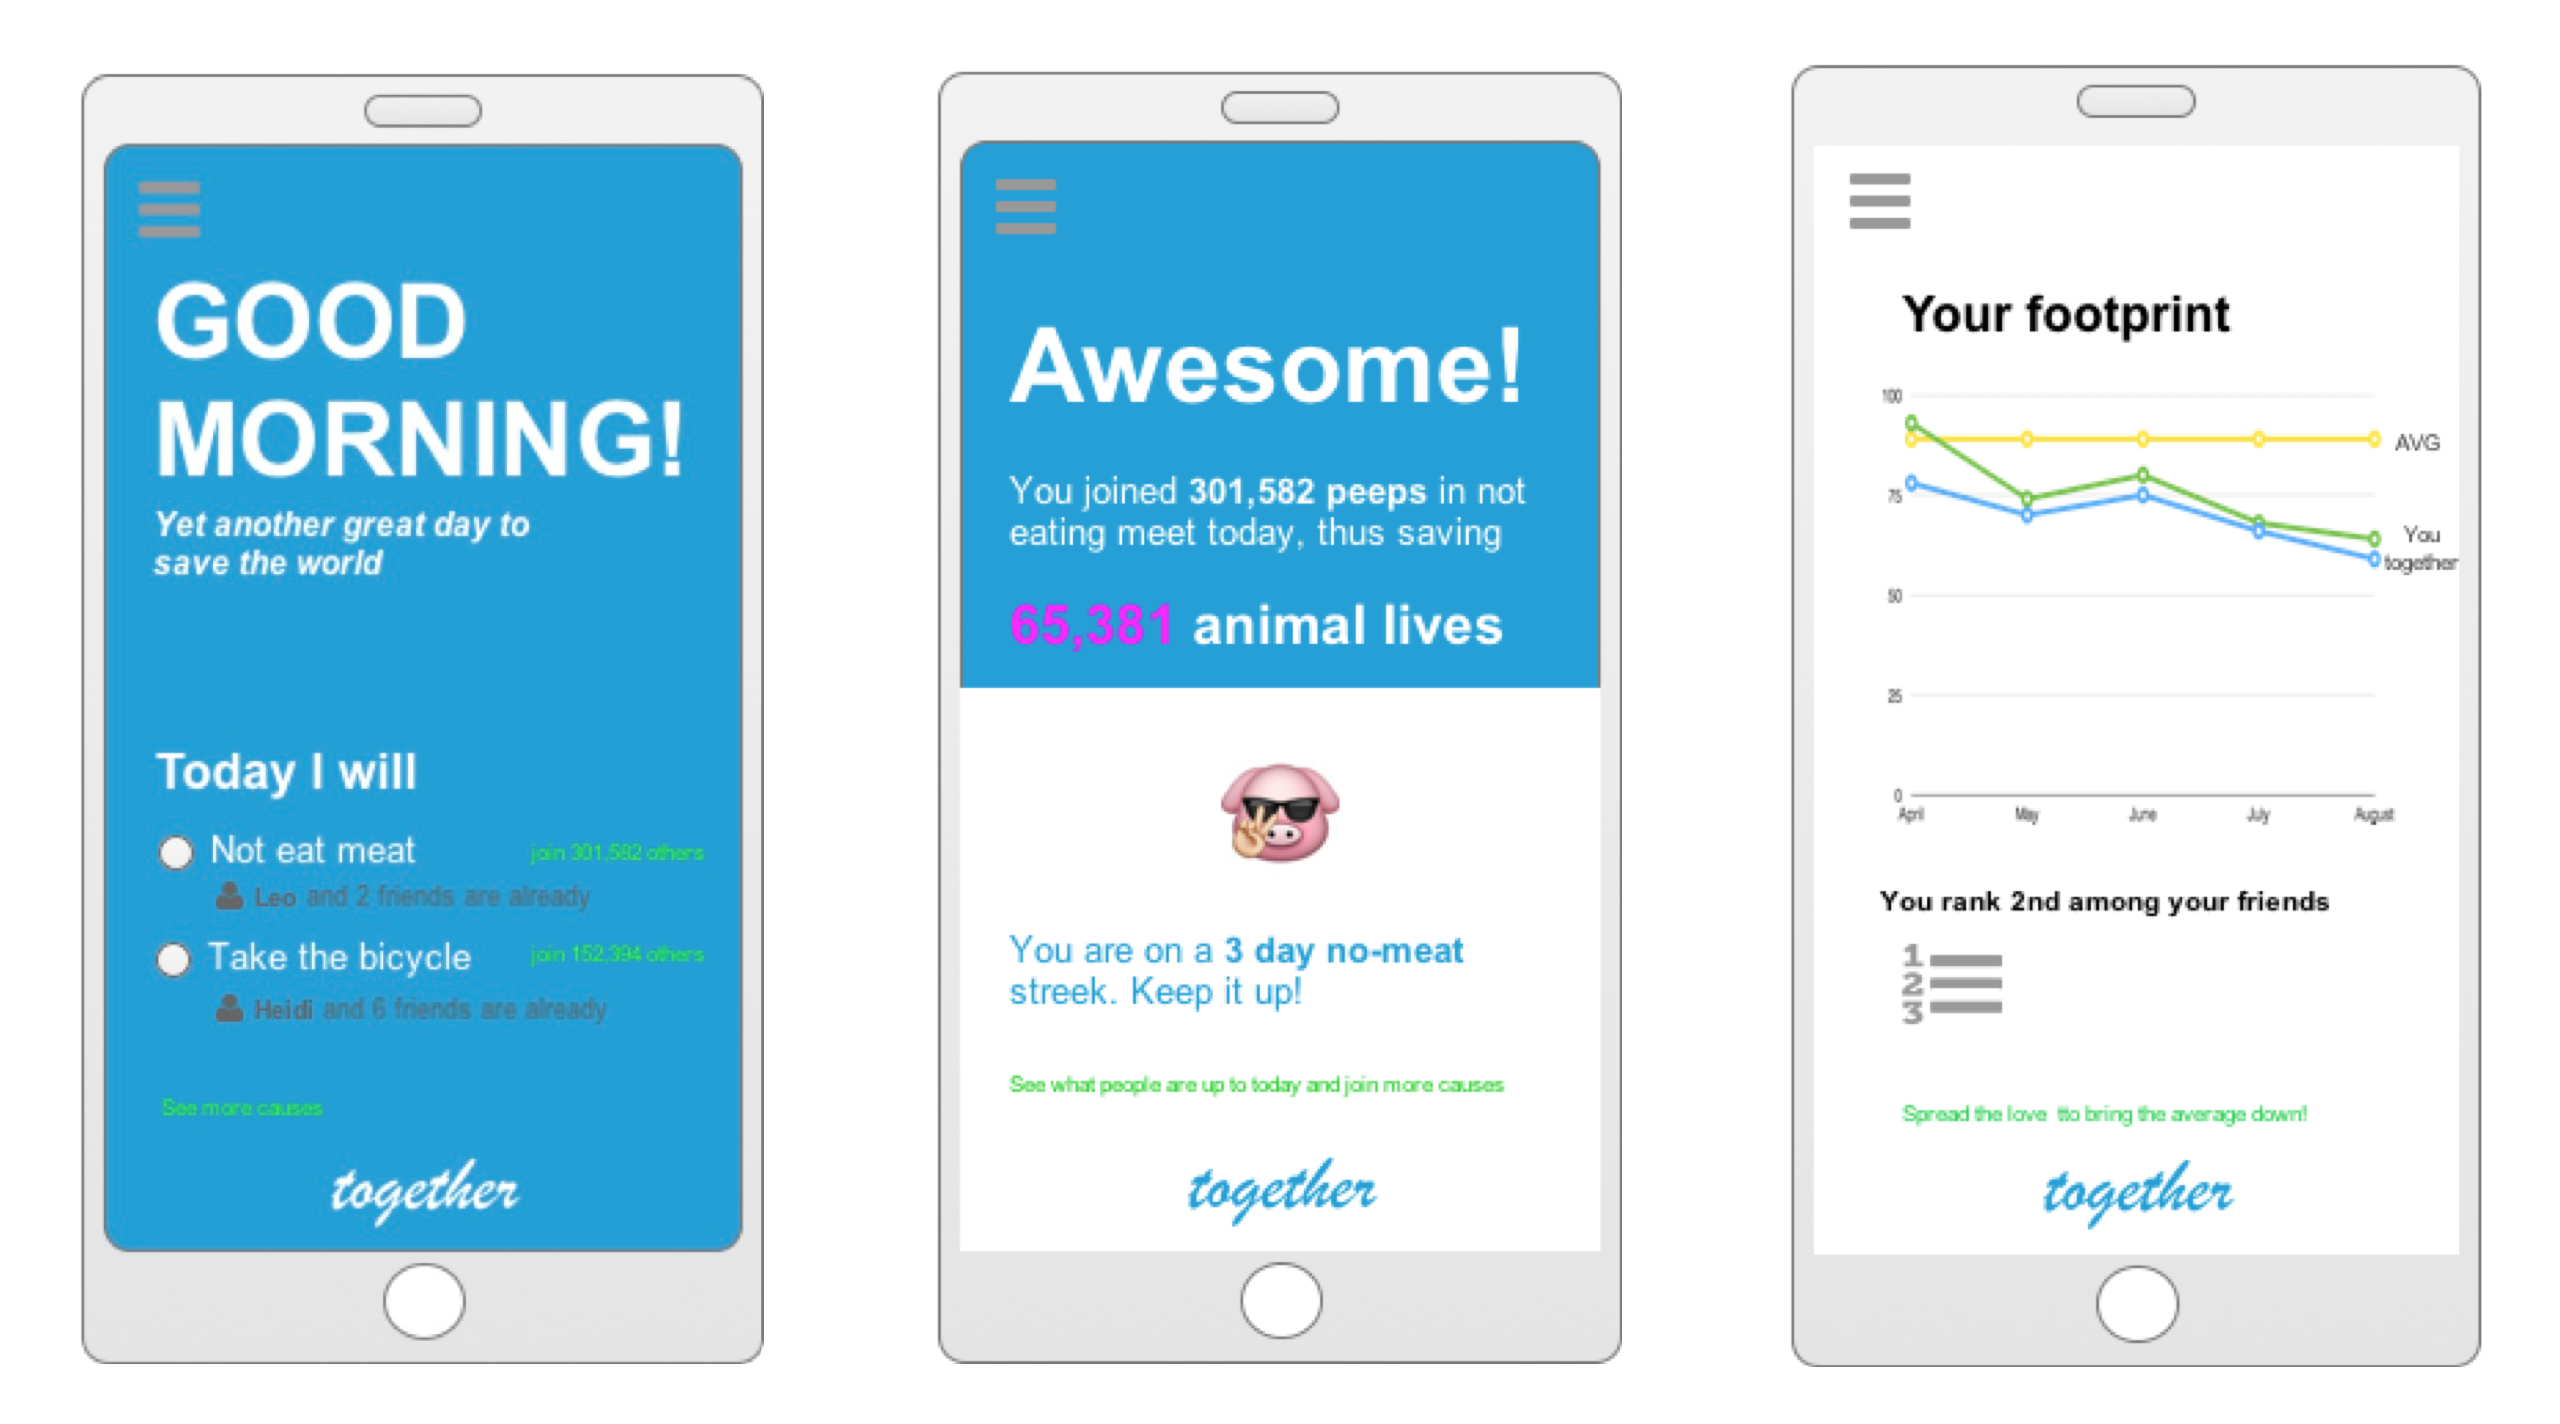 GOOD
MORNING!
Yet another great day to
save the world
Today I will
Not eat meat
join 301,582 others
Leo and 2 friends are already
Take the bicycle
join 152,394 others
Heidi and 6 friends are already
See more causes
together
Awesome!
You joined 301,582 peeps in not
eating meet today, thus saving
65,381 animal lives
You are on a 3 day no-meat
streek. Keep it up!
See what people are up to today and join more causes
together
Your footprint
100
75
50
25
0
AVG
You
together
April May June July August
You rank 2nd among your friends
1
2
3
Spread the love tto bring the average down!
together